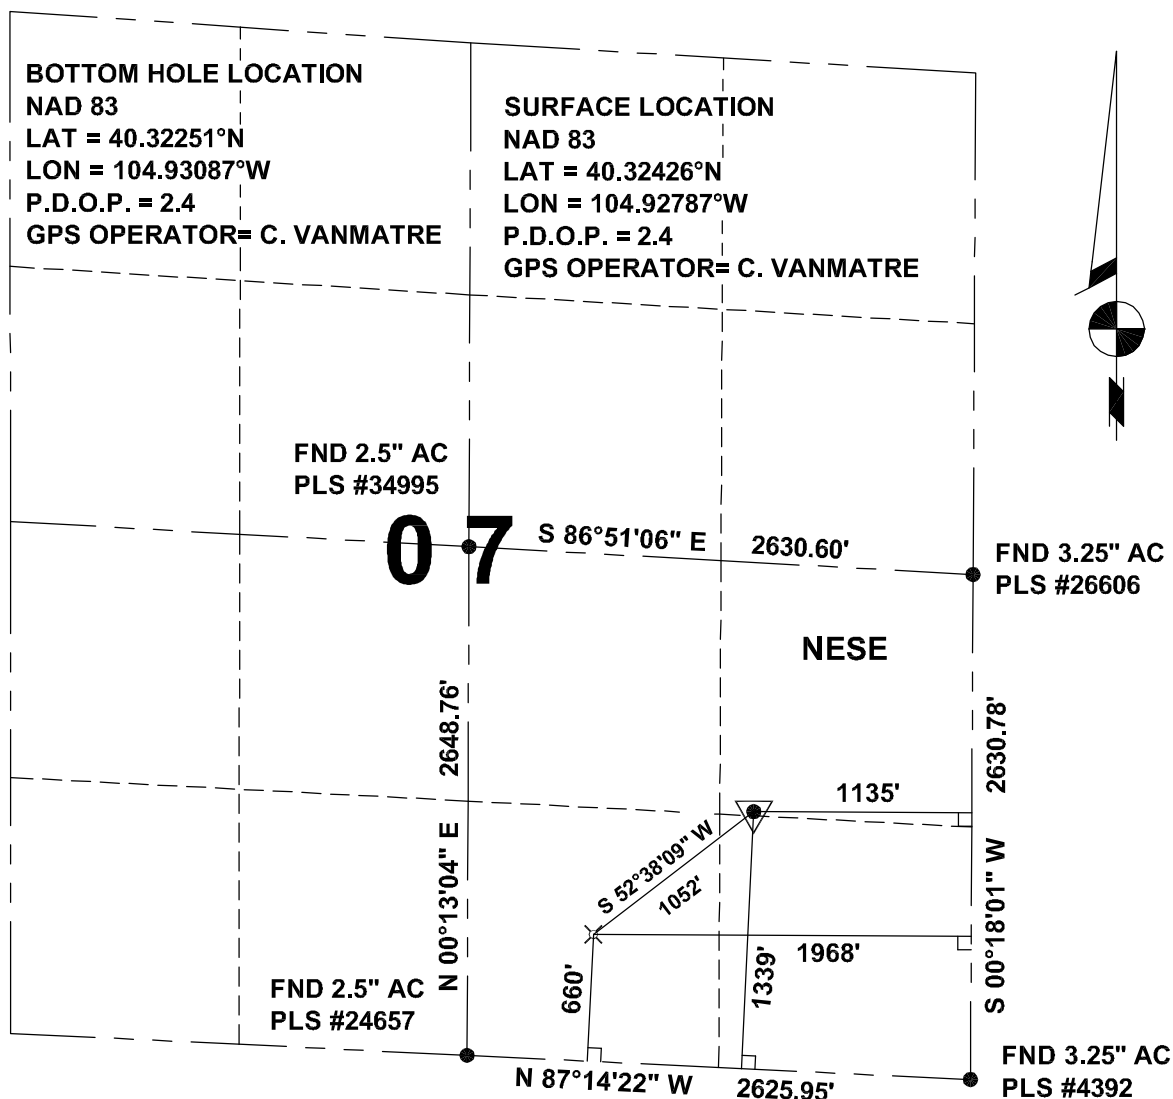 BOTTOM HOLE LOCATION
NAD 83
LAT = 40.32251°N
LON = 104.93087°W
P.D.O.P. = 2.4
GPS OPERATOR= C. VANMATRE
SURFACE LOCATION
NAD 83
LAT = 40.32426°N
LON = 104.92787°W
P.D.O.P. = 2.4
GPS OPERATOR= C. VANMATRE
FND 2.5" AC
PLS #34995
07
S 86°51'06" E 2630.60'
FND 3.25" AC
PLS #26606
NESE
2648.76'
N 00°13'04" E
2630.78'
S 00°18'01" W
1135'
S 52°38'09" W
1052'
1968'
660'
1339'
FND 2.5" AC
PLS #24657
N 87°14'22" W 2625.95'
FND 3.25" AC
PLS #4392